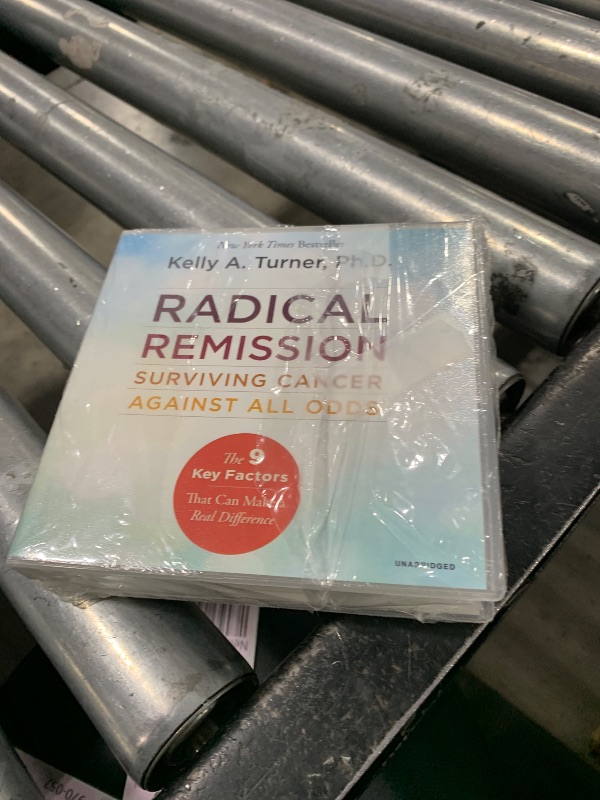 New York Times Bestseller
Kelly A. Turner, Ph.D.
RADICAL
REMISSION
SURVIVING CANCER
AGAINST ALL ODDS
The 9
Key Factors
That Can Make a
Real Difference
UNABRIDGED